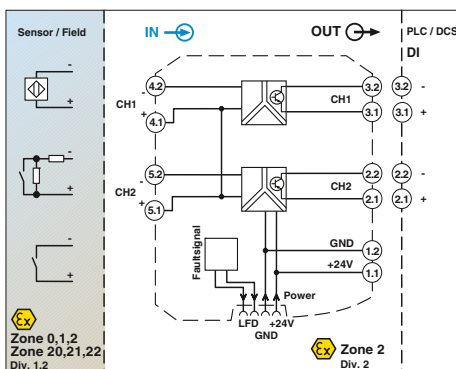 Sensor / Field
IN
OUT
PLC / DCS
DI
-
+
-
+
-
+
4.2
-
CH1
+
4.1
3.2
CH1
3.1
3.2
-
3.1
+
5.2
-
CH2
+
5.1
2.2
CH2
2.1
2.2
-
2.1
+
Faultsignal
GND
1.2
+24V
1.1
Power
LFD
+24V
GND
Ex
Zone 0,1,2
Zone 20,21,22
Div. 1,2
Ex
Zone 2
Div. 2